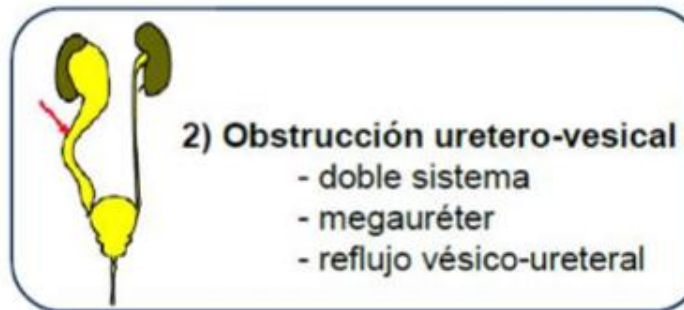 2) Obstrucción uretero-vesical
- doble sistema
- megauréter
- reflujo vésico-ureteral